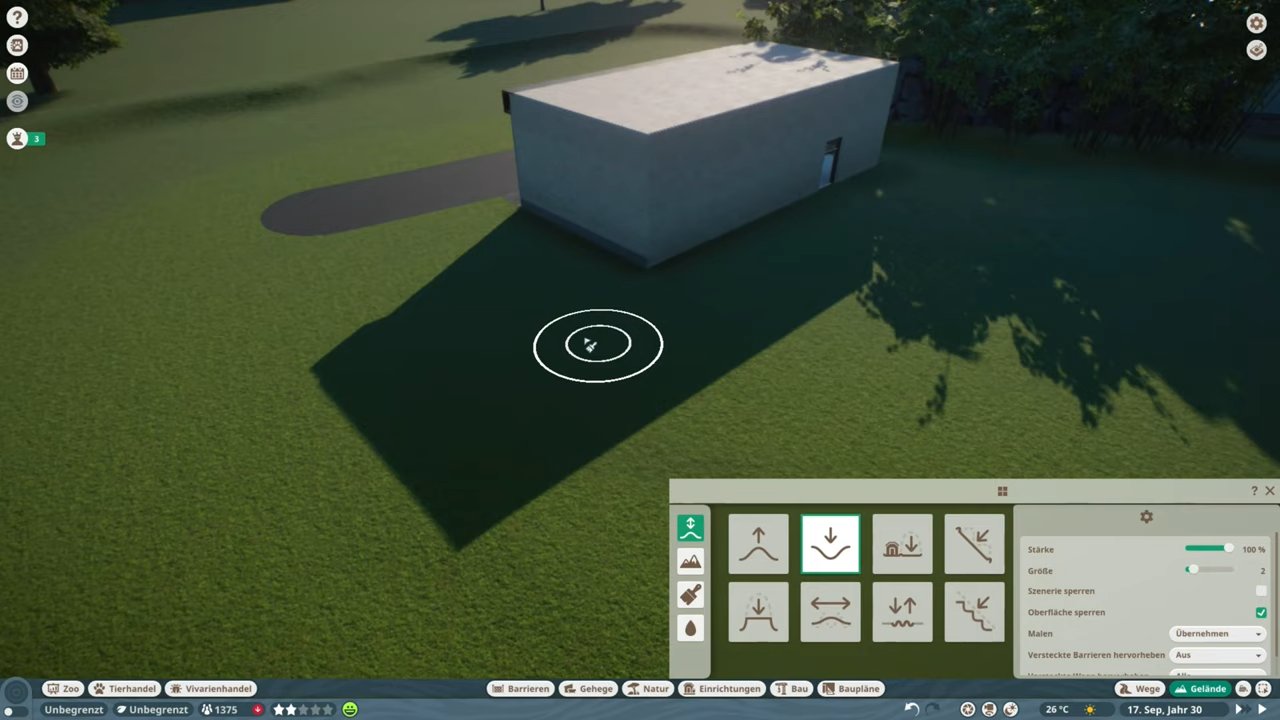 ?
3
?
Stärke 100 %
Größe 2
Szenerie sperren
Oberfläche sperren
Malen Übernehmen
Versteckte Barrieren hervorheben Aus
Zoo Tierhandel Vivarienhandel Barrieren Gehege Natur Einrichtungen Bau Baupläne Wege Gelände
Unbegrenzt Unbegrenzt 1375 26 °C 17. Sep, Jahr 30